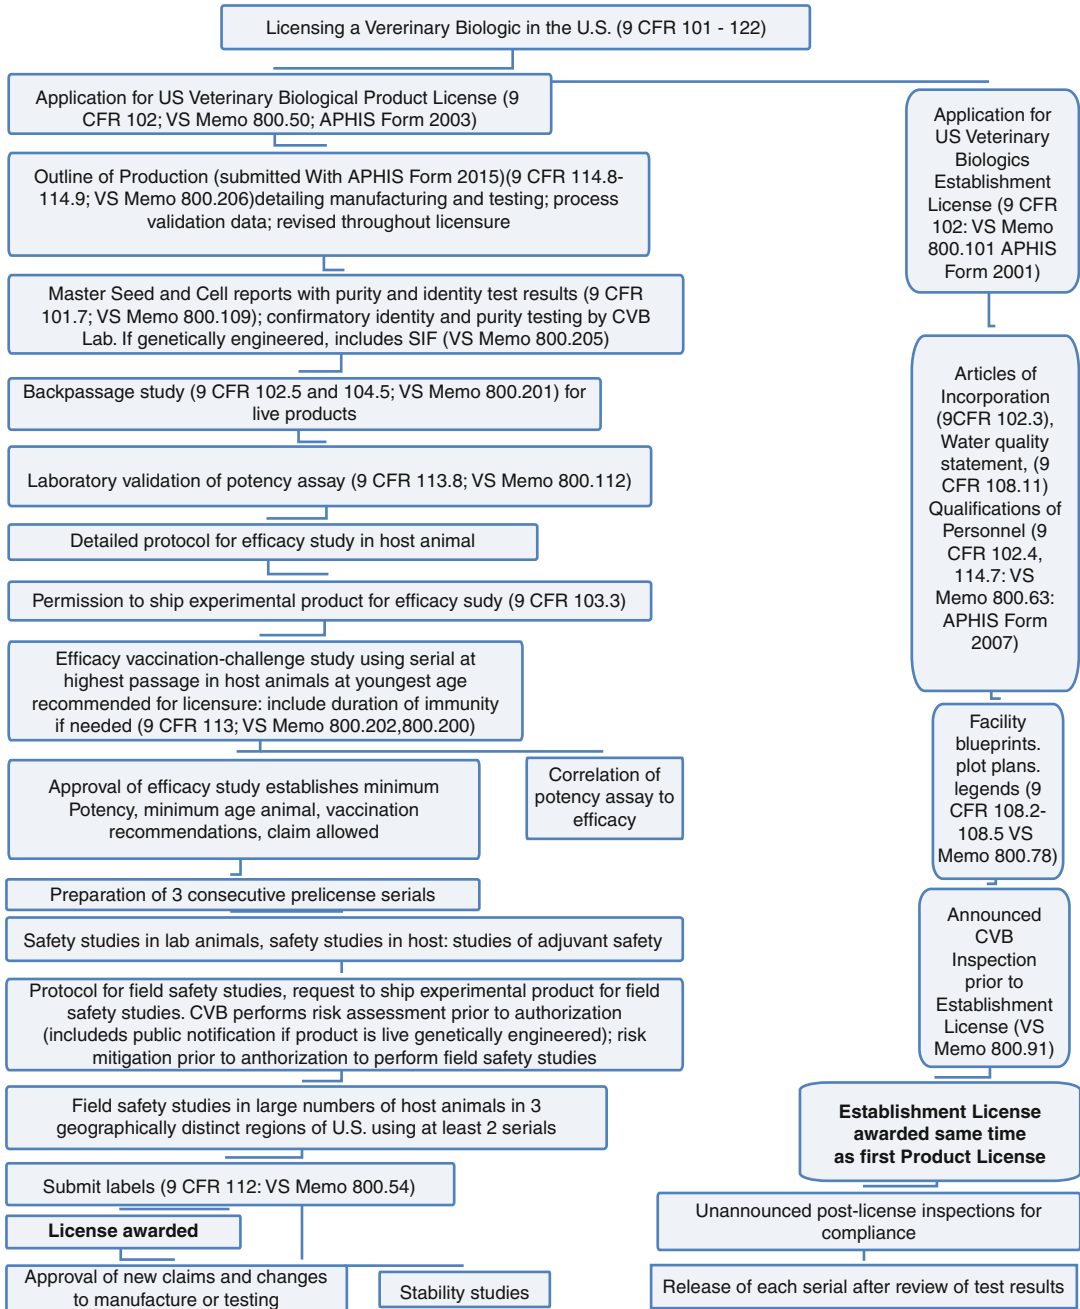 Licensing a Vererinary Biologic in the U.S. (9 CFR 101 - 122)
Application for US Veterinary Biological Product License (9
CFR 102; VS Memo 800.50; APHIS Form 2003)
Outline of Production (submitted With APHIS Form 2015)(9 CFR 114.8-
114.9; VS Memo 800.206)detailing manufacturing and testing; process
validation data; revised throughout licensure
Master Seed and Cell reports with purity and identity test results (9 CFR
101.7; VS Memo 800.109); confirmatory identity and purity testing by CVB
Lab. If genetically engineered, includes SIF (VS Memo 800.205)
Backpassage study (9 CFR 102.5 and 104.5; VS Memo 800.201) for
live products
Laboratory validation of potency assay (9 CFR 113.8; VS Memo 800.112)
Detailed protocol for efficacy study in host animal
Permission to ship experimental product for efficacy sudy (9 CFR 103.3)
Efficacy vaccination-challenge study using serial at
highest passage in host animals at youngest age
recommended for licensure: include duration of immunity
if needed (9 CFR 113; VS Memo 800.202,800.200)
Approval of efficacy study establishes minimum
Potency, minimum age animal, vaccination
recommendations, claim allowed
Correlation of
potency assay to
efficacy
Preparation of 3 consecutive prelicense serials
Safety studies in lab animals, safety studies in host: studies of adjuvant safety
Protocol for field safety studies, request to ship experimental product for field
safety studies. CVB performs risk assessment prior to authorization
(includeds public notification if product is live genetically engineered); risk
mitigation prior to anthorization to perform field safety studies
Field safety studies in large numbers of host animals in 3
geographically distinct regions of U.S. using at least 2 serials
Submit labels (9 CFR 112: VS Memo 800.54)
License awarded
Approval of new claims and changes
to manufacture or testing
Stability studies
Application for
US Veterinary
Biologics
Establishment
License (9 CFR
102: VS Memo
800.101 APHIS
Form 2001)
Articles of
Incorporation
(9CFR 102.3),
Water quality
statement, (9
CFR 108.11)
Qualifications of
Personnel (9
CFR 102.4,
114.7: VS
Memo 800.63:
APHIS Form
2007)
Facility
blueprints.
plot plans.
legends (9
CFR 108.2-
108.5 VS
Memo 800.78)
Announced
CVB
Inspection
prior to
Establishment
License (VS
Memo 800.91)
Establishment License
awarded same time
as first Product License
Unannounced post-license inspections for
compliance
Release of each serial after review of test results